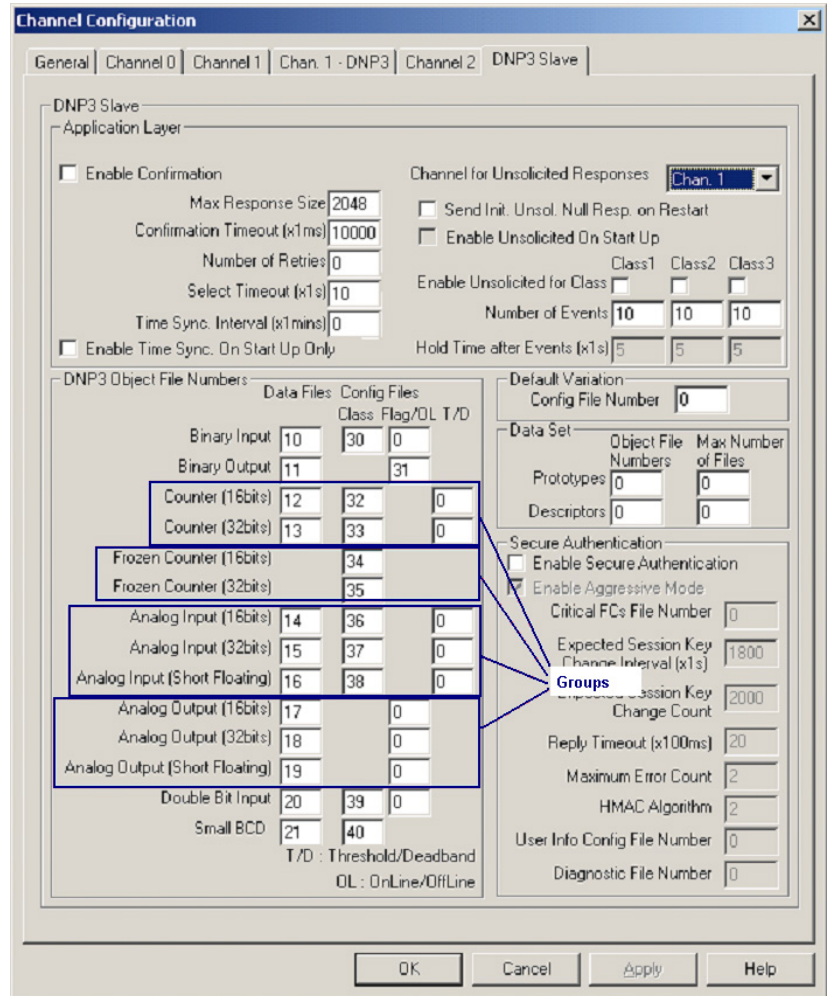 Channel Configuration
General Channel 0 Channel 1 Chan. 1 - DNP3 Channel 2 DNP3 Slave
DNP3 Slave
Application Layer
Enable Confirmation
Max Response Size 2048
Confirmation Timeout (x1ms) 10000
Number of Retries 0
Select Timeout (x1s) 10
Time Sync. Interval (x1mins) 0
Enable Time Sync. On Start Up Only
Channel for Unsolicited Responses Chan. 1
Send Init. Unsol. Null Resp. on Restart
Enable Unsolicited On Start Up
Class1 Class2 Class3
Enable Unsolicited for Class
Number of Events 10 10 10
Hold Time after Events (x1s) 5 5 5
DNP3 Object File Numbers
Data Files Config Files
Class Flag/OL T/D
Binary Input 10 30 0
Binary Output 11 31
Counter (16bits) 12 32 0
Counter (32bits) 13 33 0
Frozen Counter (16bits) 34
Frozen Counter (32bits) 35
Analog Input (16bits) 14 36 0
Analog Input (32bits) 15 37 0
Analog Input (Short Floating) 16 38 0
Analog Output (16bits) 17 0
Analog Output (32bits) 18 0
Analog Output (Short Floating) 19 0
Double Bit Input 20 39 0
Small BCD 21 40
T/D : Threshold/Deadband
OL : OnLine/OffLine
Default Variation
Config File Number 0
Data Set
Object File Numbers Max Number of Files
Prototypes 0 0
Descriptors 0 0
Secure Authentication
Enable Secure Authentication
Enable Aggressive Mode
Critical FCs File Number 0
Expected Session Key
Change Interval (x1s) 1800
Groups
Expected Session Key
Change Count 2000
Reply Timeout (x100ms) 20
Maximum Error Count 2
HMAC Algorithm 2
User Info Config File Number 0
Diagnostic File Number 0
OK Cancel Apply Help